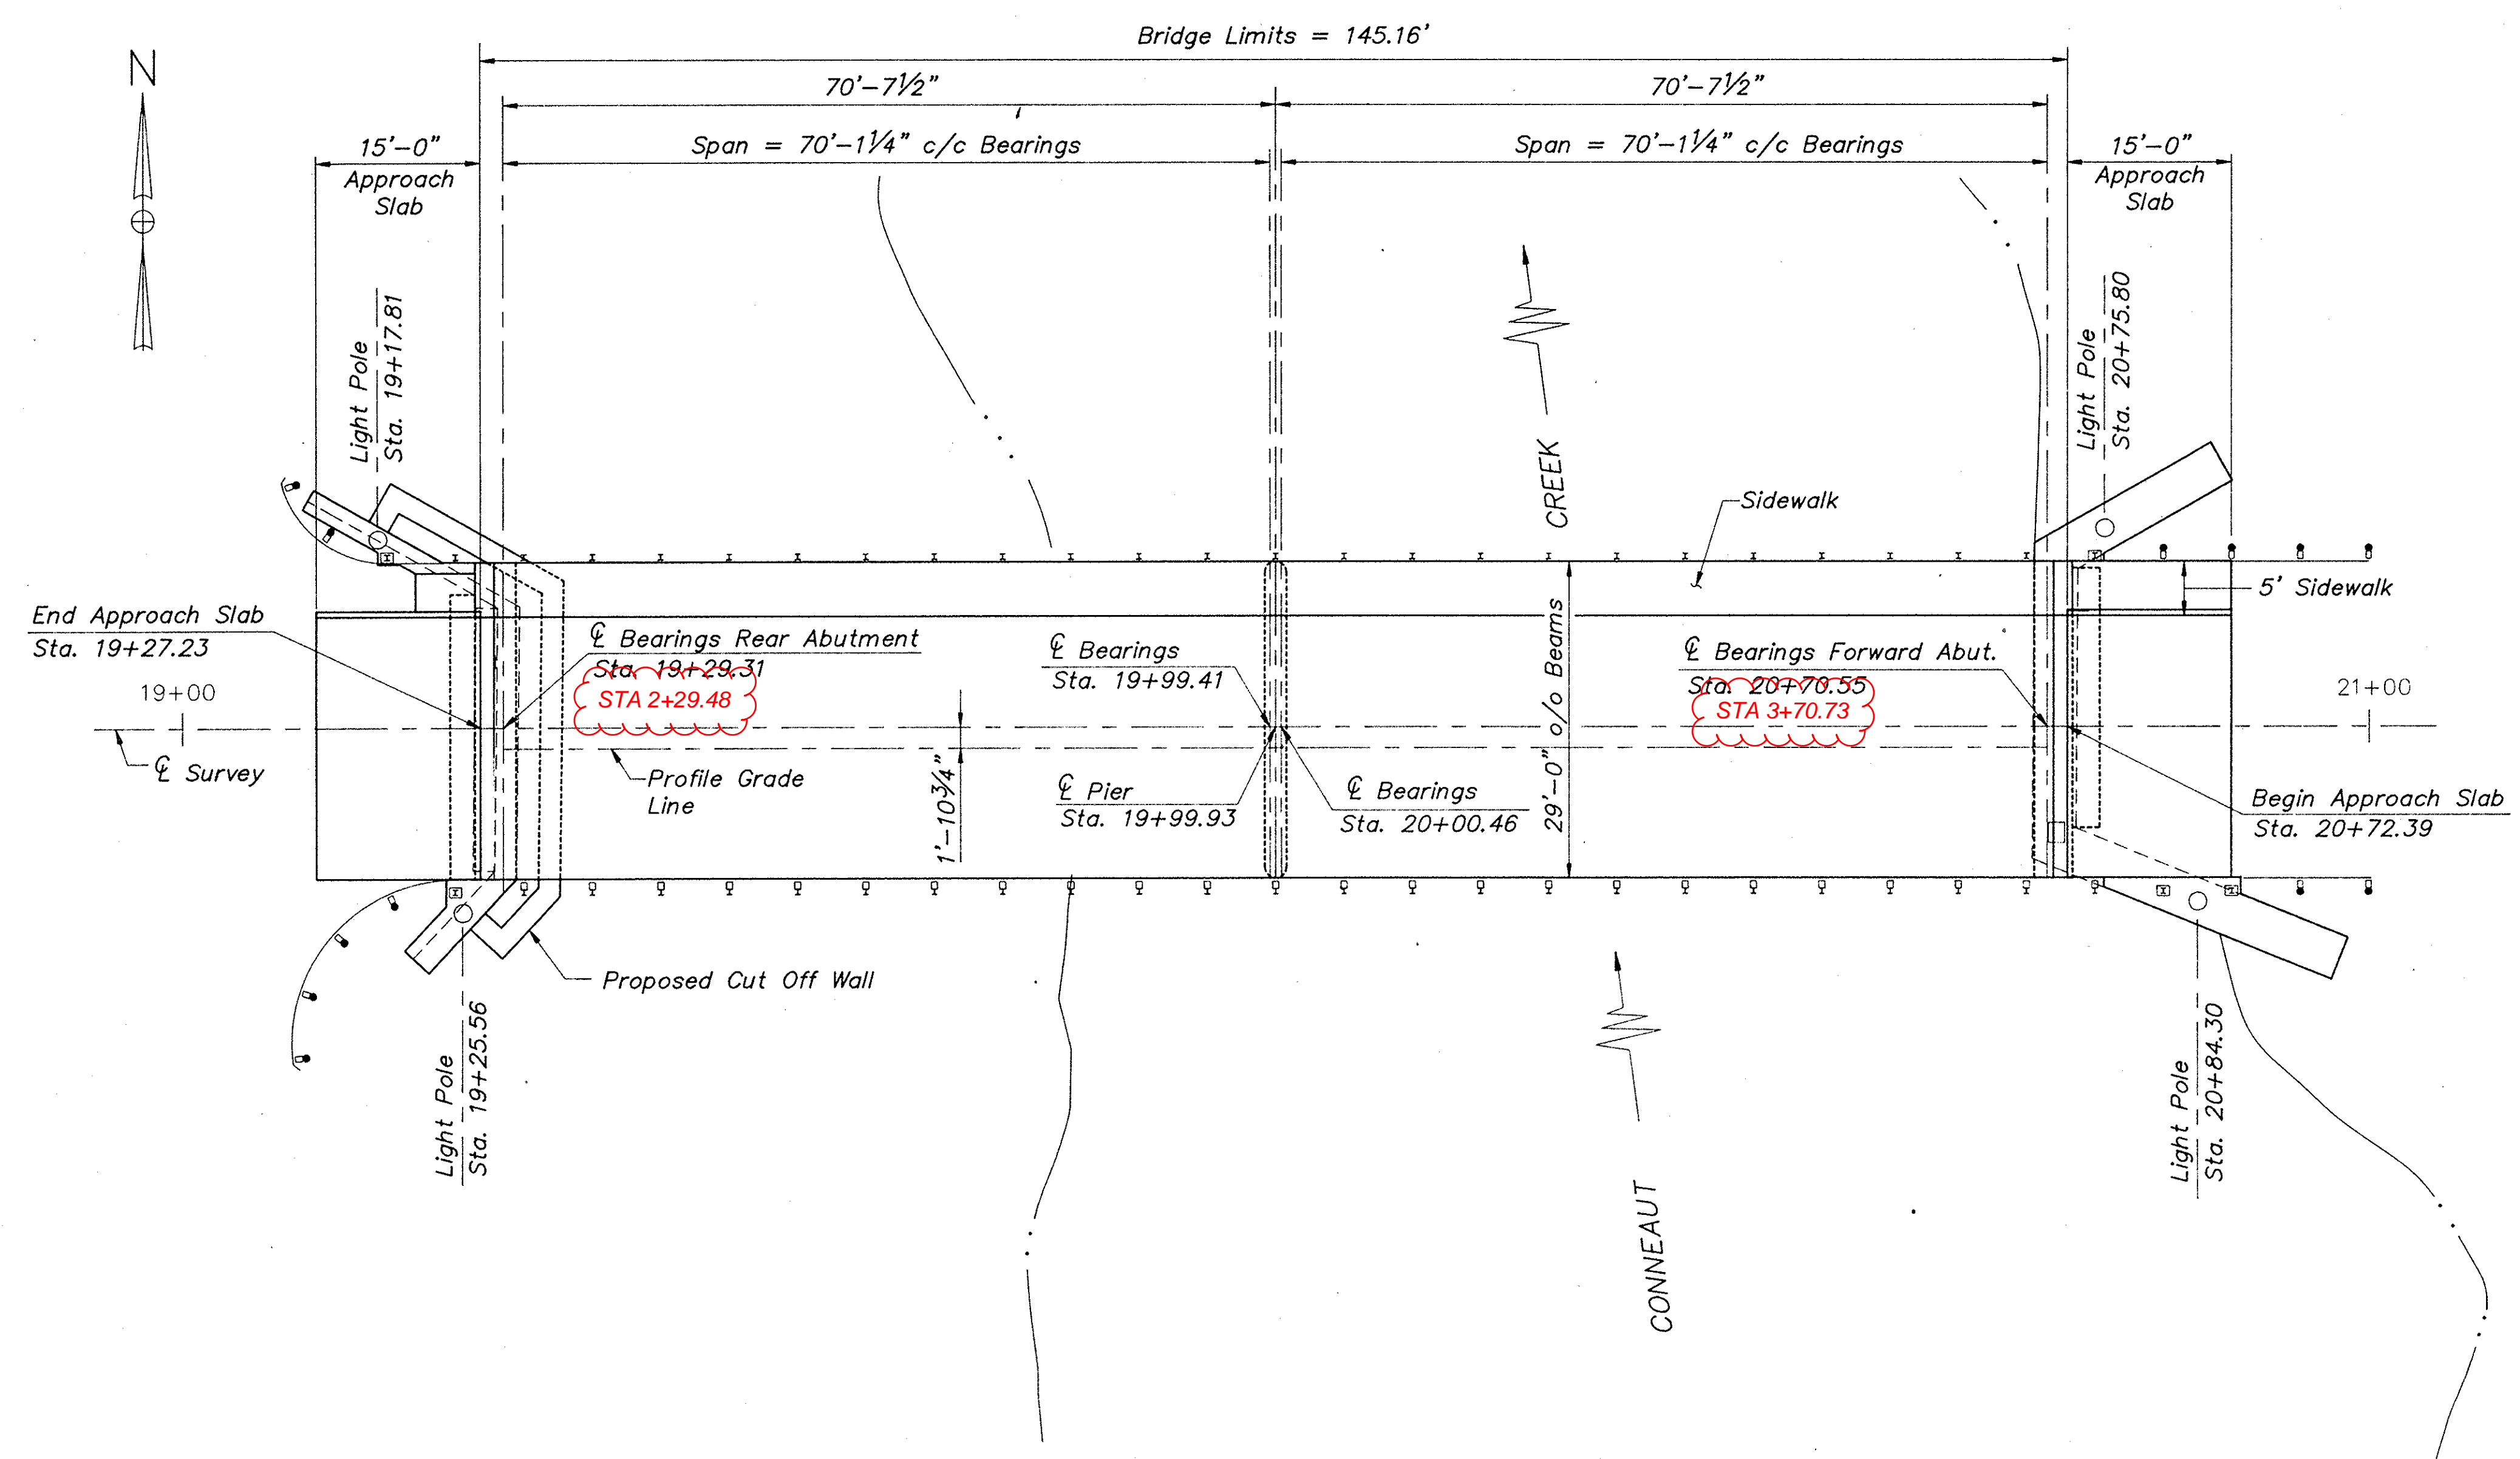 Bridge Limits = 145.16'
N
70'-7½"
70'-7½"
15'-0"
Approach
Slab
Span = 70'-1¼" c/c Bearings
Span = 70'-1¼" c/c Bearings
15'-0"
Approach
Slab
Light Pole
Sta. 19+17.81
Light Pole
Sta. 20+75.80
CREEK
Sidewalk
5' Sidewalk
End Approach Slab
Sta. 19+27.23
℄ Bearings Rear Abutment
Sta. 19+29.31
STA 2+29.48
℄ Bearings
Sta. 19+99.41
29'-0" o/o Beams
℄ Bearings Forward Abut.
Sta. 20+70.55
STA 3+70.73
19+00
21+00
℄ Survey
Profile Grade
Line
1'-10¾"
℄ Pier
Sta. 19+99.93
℄ Bearings
Sta. 20+00.46
Begin Approach Slab
Sta. 20+72.39
Proposed Cut Off Wall
Light Pole
Sta. 19+25.56
Light Pole
Sta. 20+84.30
CONNEAUT